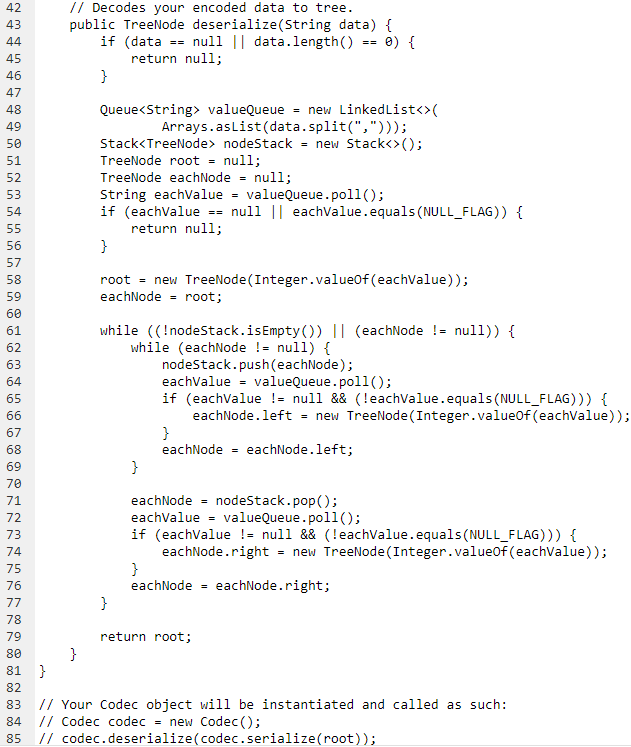 42 // Decodes your encoded data to tree.
43 public TreeNode deserialize(String data) {
44 if (data == null || data.length() == 0) {
45 return null;
46 }
47
48 Queue<String> valueQueue = new LinkedList<>(
49 Arrays.asList(data.split(",")));
50 Stack<TreeNode> nodeStack = new Stack<>();
51 TreeNode root = null;
52 TreeNode eachNode = null;
53 String eachValue = valueQueue.poll();
54 if (eachValue == null || eachValue.equals(NULL_FLAG)) {
55 return null;
56 }
57
58 root = new TreeNode(Integer.valueOf(eachValue));
59 eachNode = root;
60
61 while ((!nodeStack.isEmpty()) || (eachNode != null)) {
62 while (eachNode != null) {
63 nodeStack.push(eachNode);
64 eachValue = valueQueue.poll();
65 if (eachValue != null && (!eachValue.equals(NULL_FLAG))) {
66 eachNode.left = new TreeNode(Integer.valueOf(eachValue));
67 }
68 eachNode = eachNode.left;
69 }
70
71 eachNode = nodeStack.pop();
72 eachValue = valueQueue.poll();
73 if (eachValue != null && (!eachValue.equals(NULL_FLAG))) {
74 eachNode.right = new TreeNode(Integer.valueOf(eachValue));
75 }
76 eachNode = eachNode.right;
77 }
78
79 return root;
80 }
81 }
82
83 // Your Codec object will be instantiated and called as such:
84 // Codec codec = new Codec();
85 // codec.deserialize(codec.serialize(root));